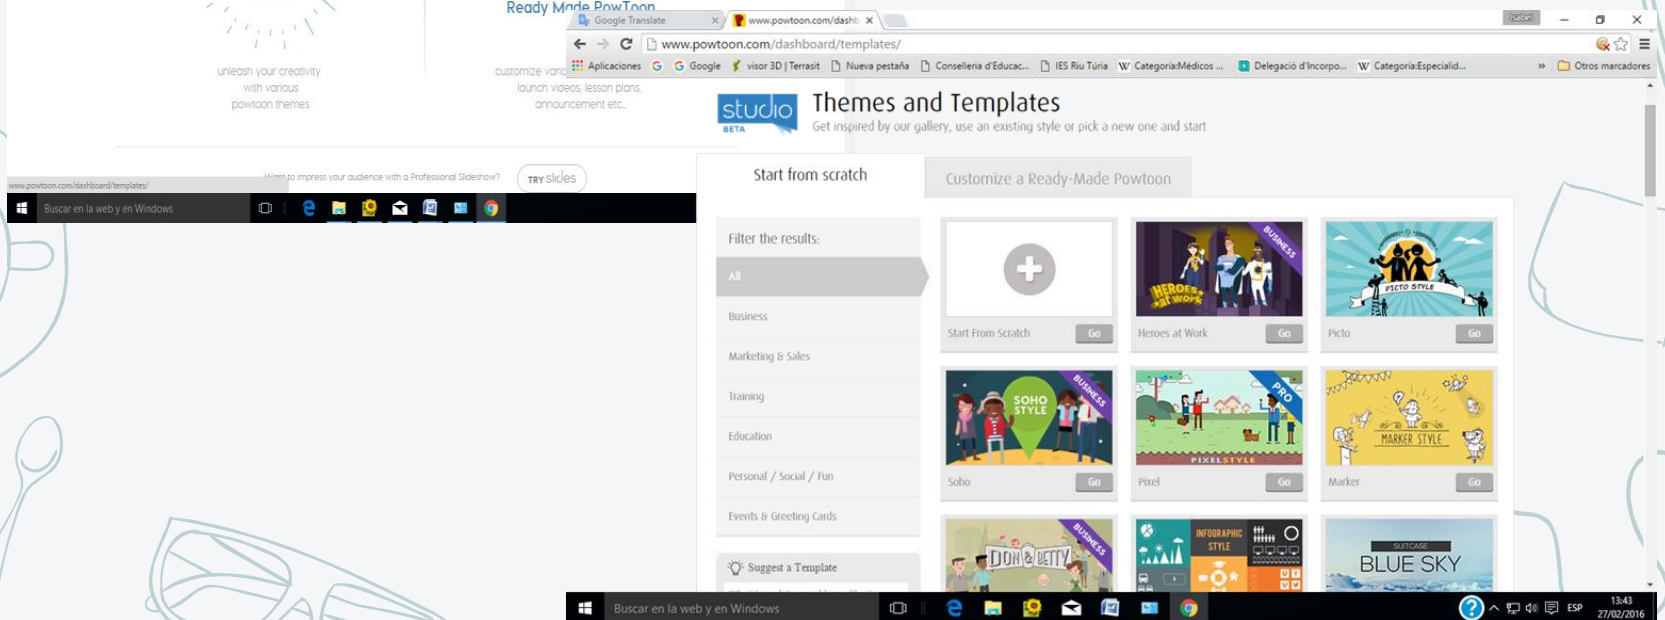 Ready Made PowToon
unleash your creativity
with various
powtoon themes
launch videos, lesson plans,
announcement etc...
Want to impress your audience with a Professional Slideshow?
TRY slides
www.powtoon.com/dashboard/templates/
Buscar en la web y en Windows
Isabel
Google Translate
www.powtoon.com/dashb
www.powtoon.com/dashboard/templates/
Aplicaciones
Google
visor 3D | Terrasit
Nueva pestaña
Conselleria d'Educac...
IES Riu Túria
Categoría:Médicos ...
Delegació d'Incorpo...
Categoría:Especialid...
»
Otros marcadores
studio
BETA
Themes and Templates
Get inspired by our gallery, use an existing style or pick a new one and start
Start from scratch
Customize a Ready-Made Powtoon
Filter the results:
All
Business
Marketing & Sales
Training
Education
Personal / Social / Fun
Events & Greeting Cards
Suggest a Template
Start From Scratch
Go
HEROES
at WORK
BUSINESS
Heroes at Work
Go
PICTO STYLE
Picto
Go
SOHO
STYLE
BUSINESS
Soho
Go
PRO
PIXELSTYLE
Pixel
Go
MARKER STYLE
Marker
Go
DON & BETTY
BUSINESS
INFOGRAPHIC
STYLE
SUITCASE
BLUE SKY
Buscar en la web y en Windows
ESP
13:43
27/02/2016